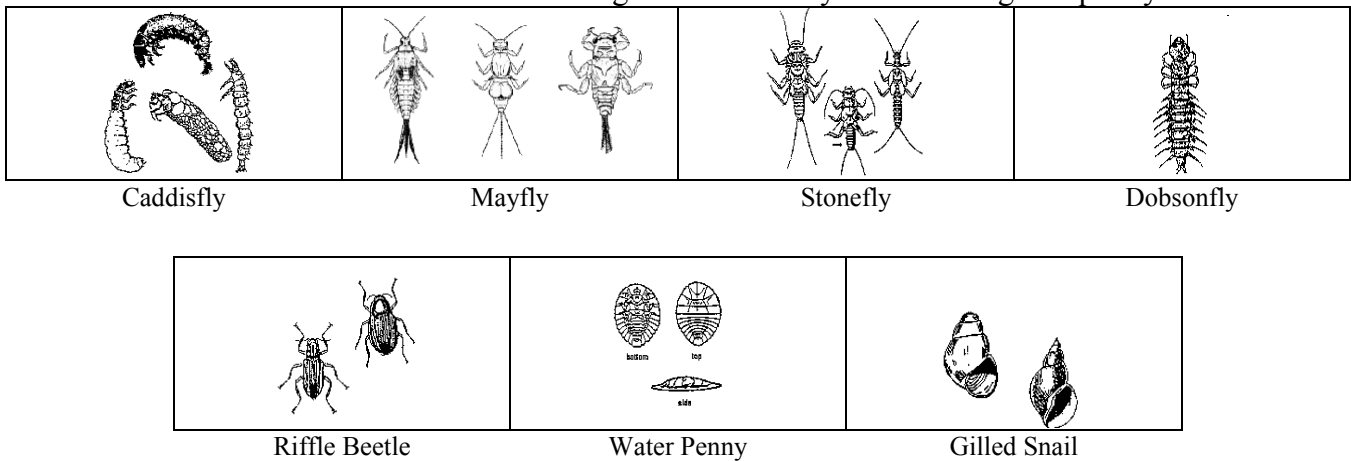 Caddisfly Mayfly Stonefly Dobsonfly
bottom top
side
Riffle Beetle Water Penny Gilled Snail